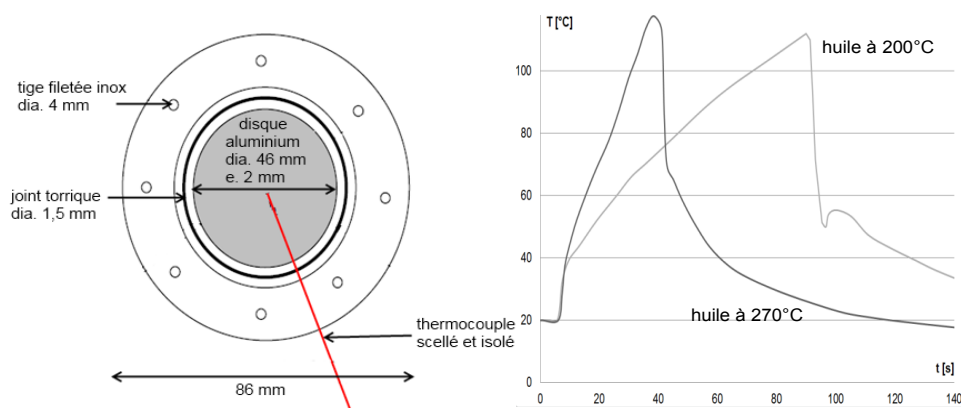 tige filetée inox
dia. 4 mm
disque
aluminium
dia. 46 mm
e. 2 mm
joint torrique
dia. 1,5 mm
thermocouple
scellé et isolé
86 mm
T [°C]
huile à 200°C
100
80
60
40
20
0
huile à 270°C
t [s]
0
20
40
60
80
100
120
140